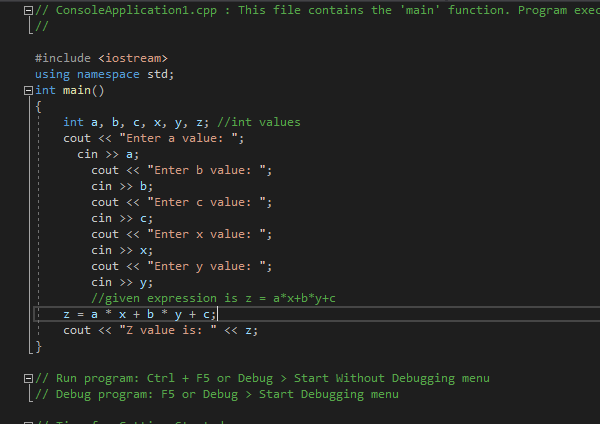 // ConsoleApplication1.cpp : This file contains the 'main' function. Program exec
//
#include <iostream>
using namespace std;
int main()
{
int a, b, c, x, y, z; //int values
cout << "Enter a value: ";
cin >> a;
cout << "Enter b value: ";
cin >> b;
cout << "Enter c value: ";
cin >> c;
cout << "Enter x value: ";
cin >> x;
cout << "Enter y value: ";
cin >> y;
//given expression is z = a*x+b*y+c
z = a * x + b * y + c;
cout << "Z value is: " << z;
}
// Run program: Ctrl + F5 or Debug > Start Without Debugging menu
// Debug program: F5 or Debug > Start Debugging menu